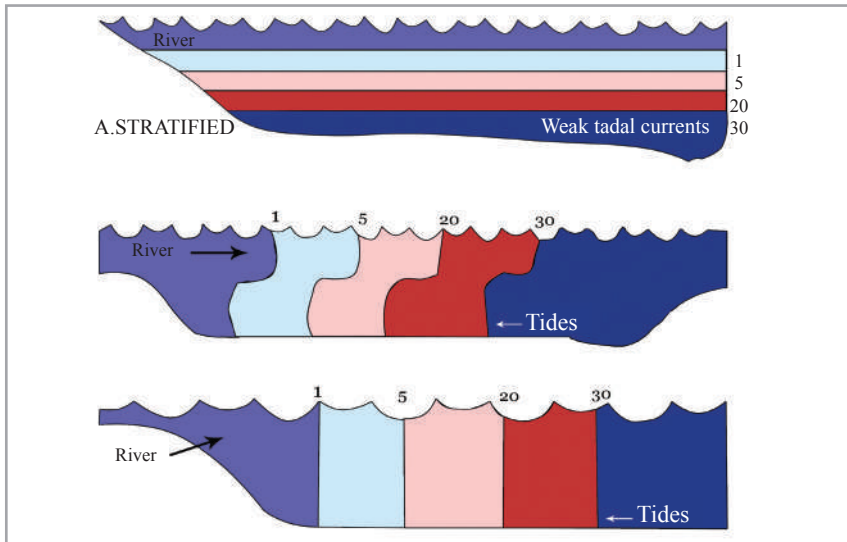 River
1
5
20
A.STRATIFIED Weak tadal currents 30
1 5 20 30
River
Tides
1 5 20 30
River
Tides